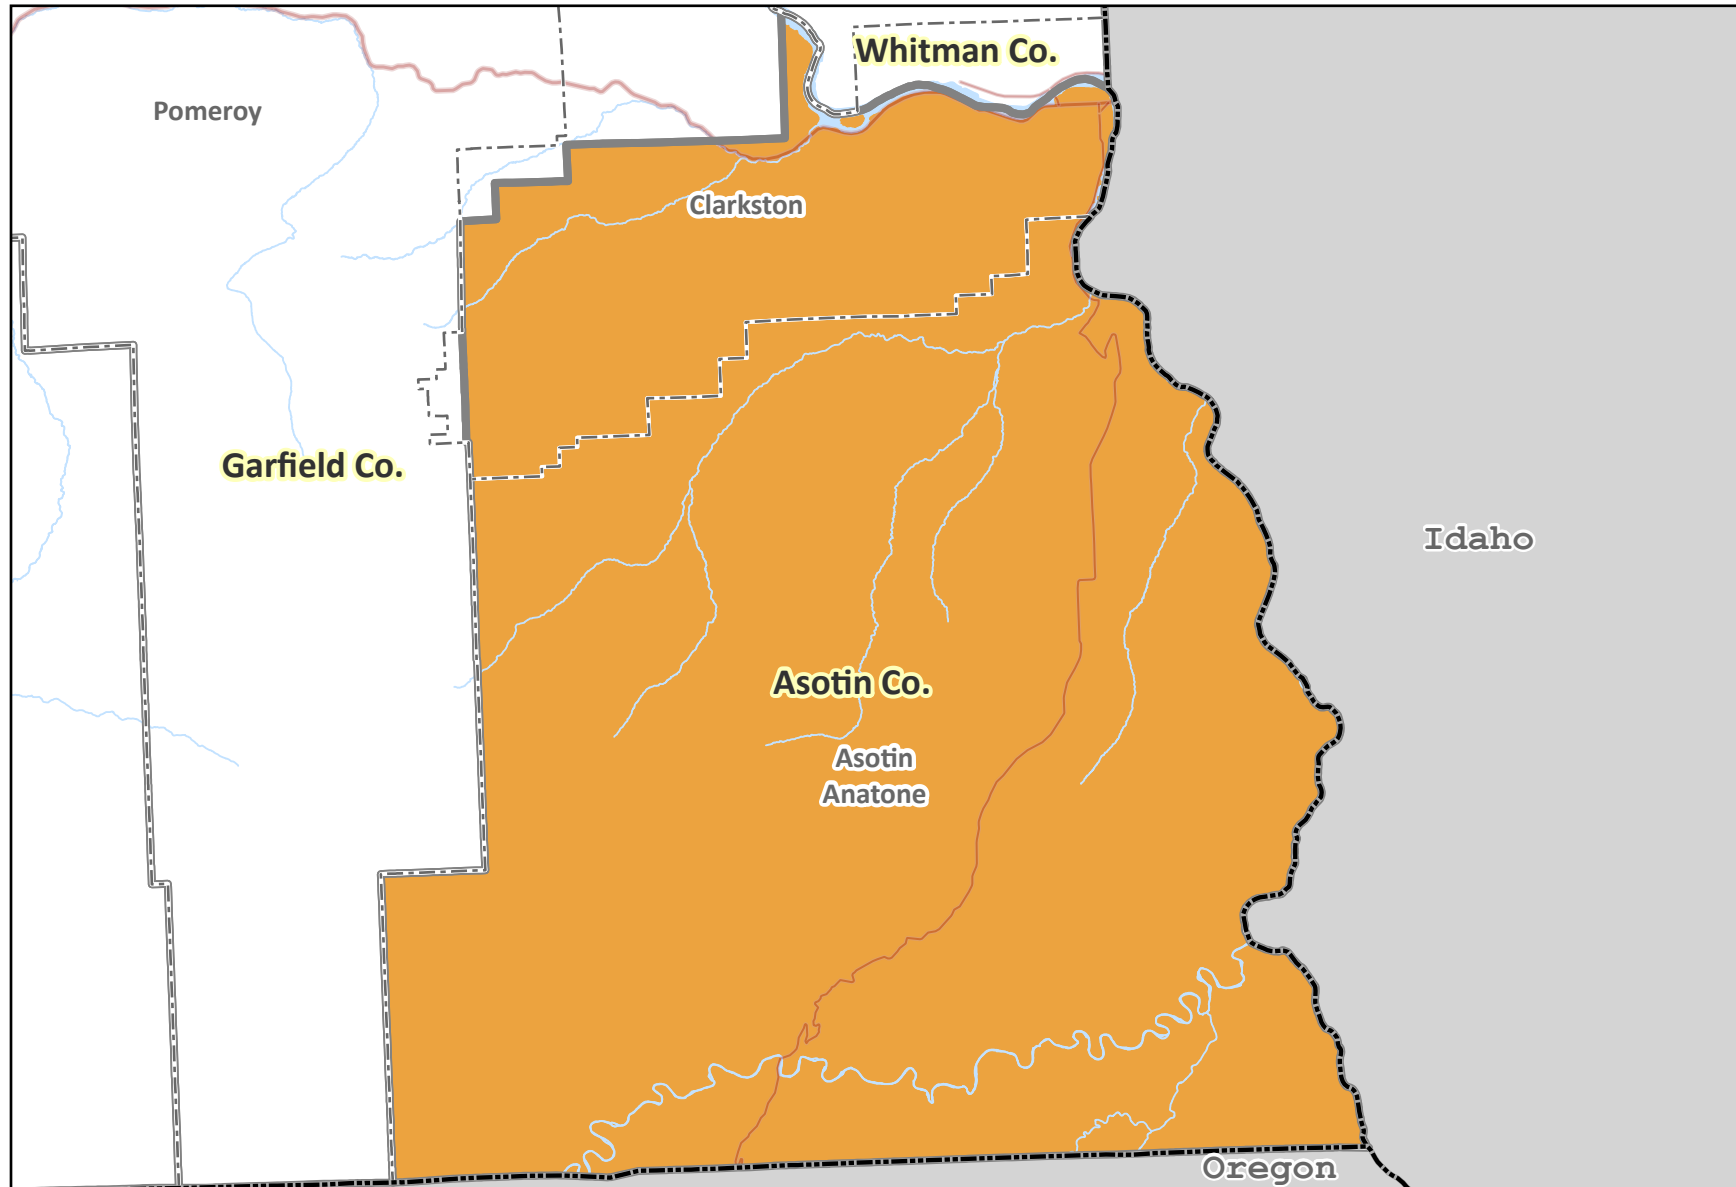 Whitman Co.
Pomeroy
Clarkston
Garfield Co.
Idaho
Asotin Co.
Asotin
Anatone
Oregon